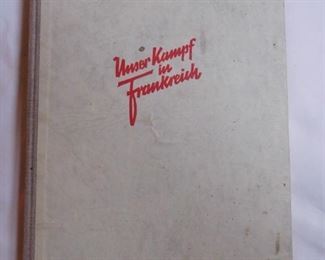 Unser Kampf
in
Frankreich